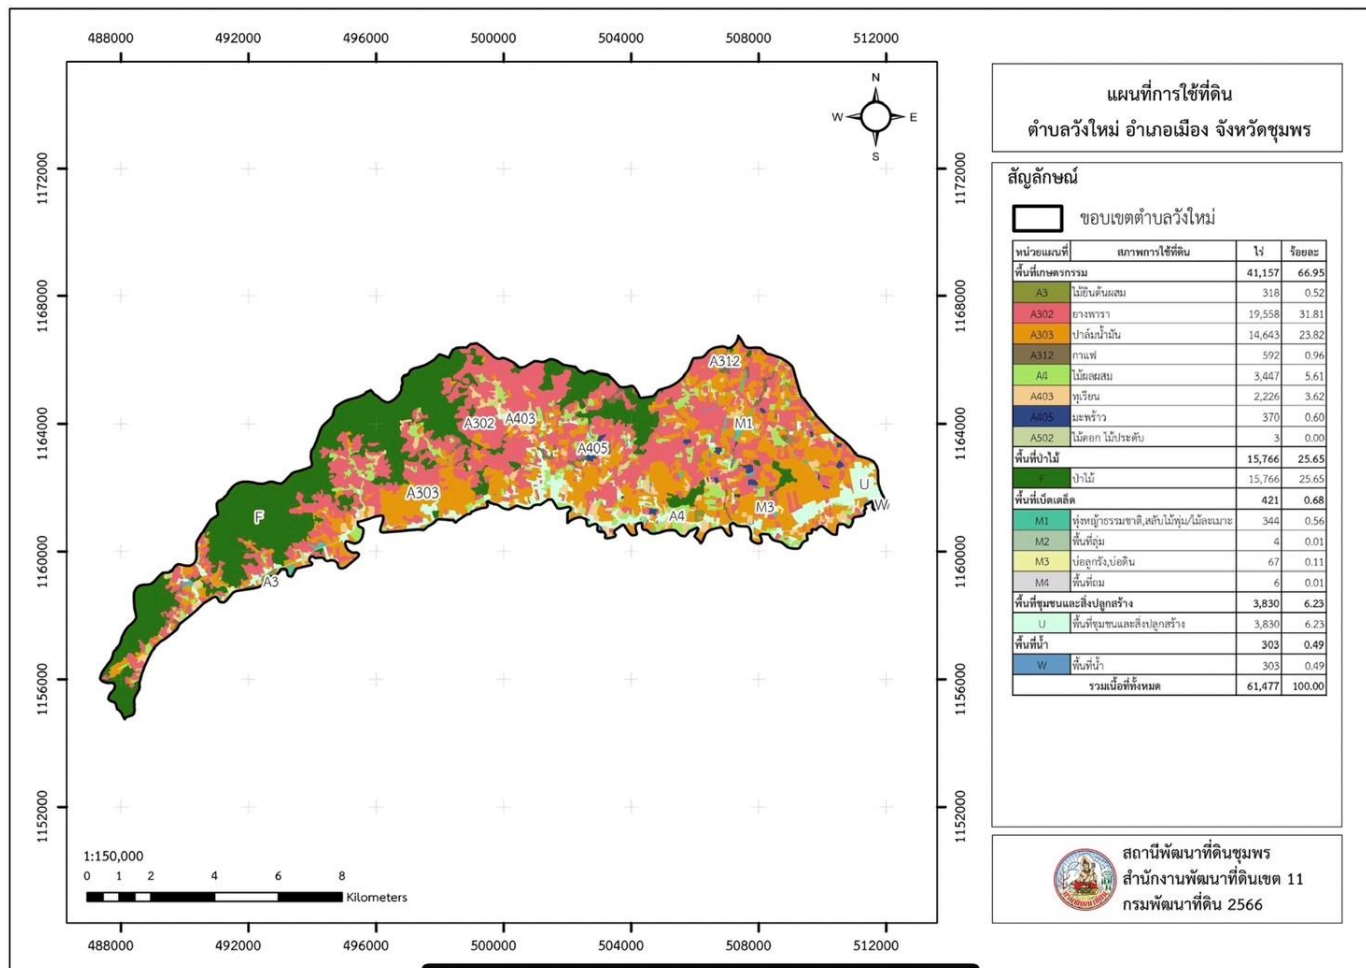 488000 492000 496000 500000 504000 508000 512000
N
W E
S
1172000 1172000
1168000 1168000
1164000 1164000
1160000 1160000
1156000 1156000
1152000 1152000
A312
A302 A403 M1
A405
A303 U
F A4 M3 W
A3
1:150,000
0 1 2 4 6 8
Kilometers
488000 492000 496000 500000 504000 508000 512000
แผนที่การใช้ที่ดิน
ตำบลวังใหม่ อำเภอเมือง จังหวัดชุมพร
สัญลักษณ์
ขอบเขตตำบลวังใหม่
หน่วยแผนที่ สภาพการใช้ที่ดิน ไร่ ร้อยละ
พื้นที่เกษตรกรรม 41,157 66.95
A3 ไม้ยืนต้นผสม 318 0.52
A302 ยางพารา 19,558 31.81
A303 ปาล์มน้ำมัน 14,643 23.82
A312 กาแฟ 592 0.96
A4 ไม้ผลผสม 3,447 5.61
A403 ทุเรียน 2,226 3.62
A405 มะพร้าว 370 0.60
A502 ไม้ดอก ไม้ประดับ 3 0.00
พื้นที่ป่าไม้ 15,766 25.65
F ป่าไม้ 15,766 25.65
พื้นที่เบ็ดเตล็ด 421 0.68
M1 ทุ่งหญ้าธรรมชาติ,สลับไม้พุ่ม/ไม้ละเมาะ 344 0.56
M2 พื้นที่ลุ่ม 4 0.01
M3 บ่อลูกรัง,บ่อดิน 67 0.11
M4 พื้นที่ถม 6 0.01
พื้นที่ชุมชนและสิ่งปลูกสร้าง 3,830 6.23
U พื้นที่ชุมชนและสิ่งปลูกสร้าง 3,830 6.23
พื้นที่น้ำ 303 0.49
W พื้นที่น้ำ 303 0.49
รวมเนื้อที่ทั้งหมด 61,477 100.00
สถานีพัฒนาที่ดินชุมพร
สำนักงานพัฒนาที่ดินเขต 11
กรมพัฒนาที่ดิน 2566